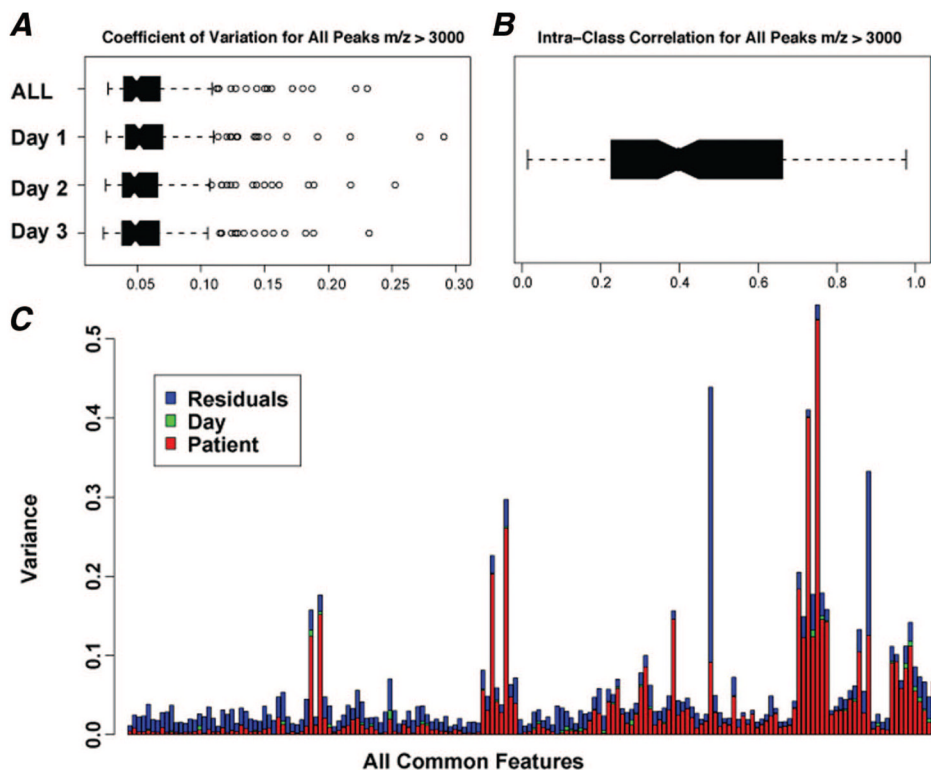 A
Coefficient of Variation for All Peaks m/z > 3000
ALL
Day 1
Day 2
Day 3
0.05 0.10 0.15 0.20 0.25 0.30
B
Intra–Class Correlation for All Peaks m/z > 3000
0.0 0.2 0.4 0.6 0.8 1.0
C
0.5
0.4
0.3
0.2
0.1
0.0
Variance
Residuals
Day
Patient
All Common Features